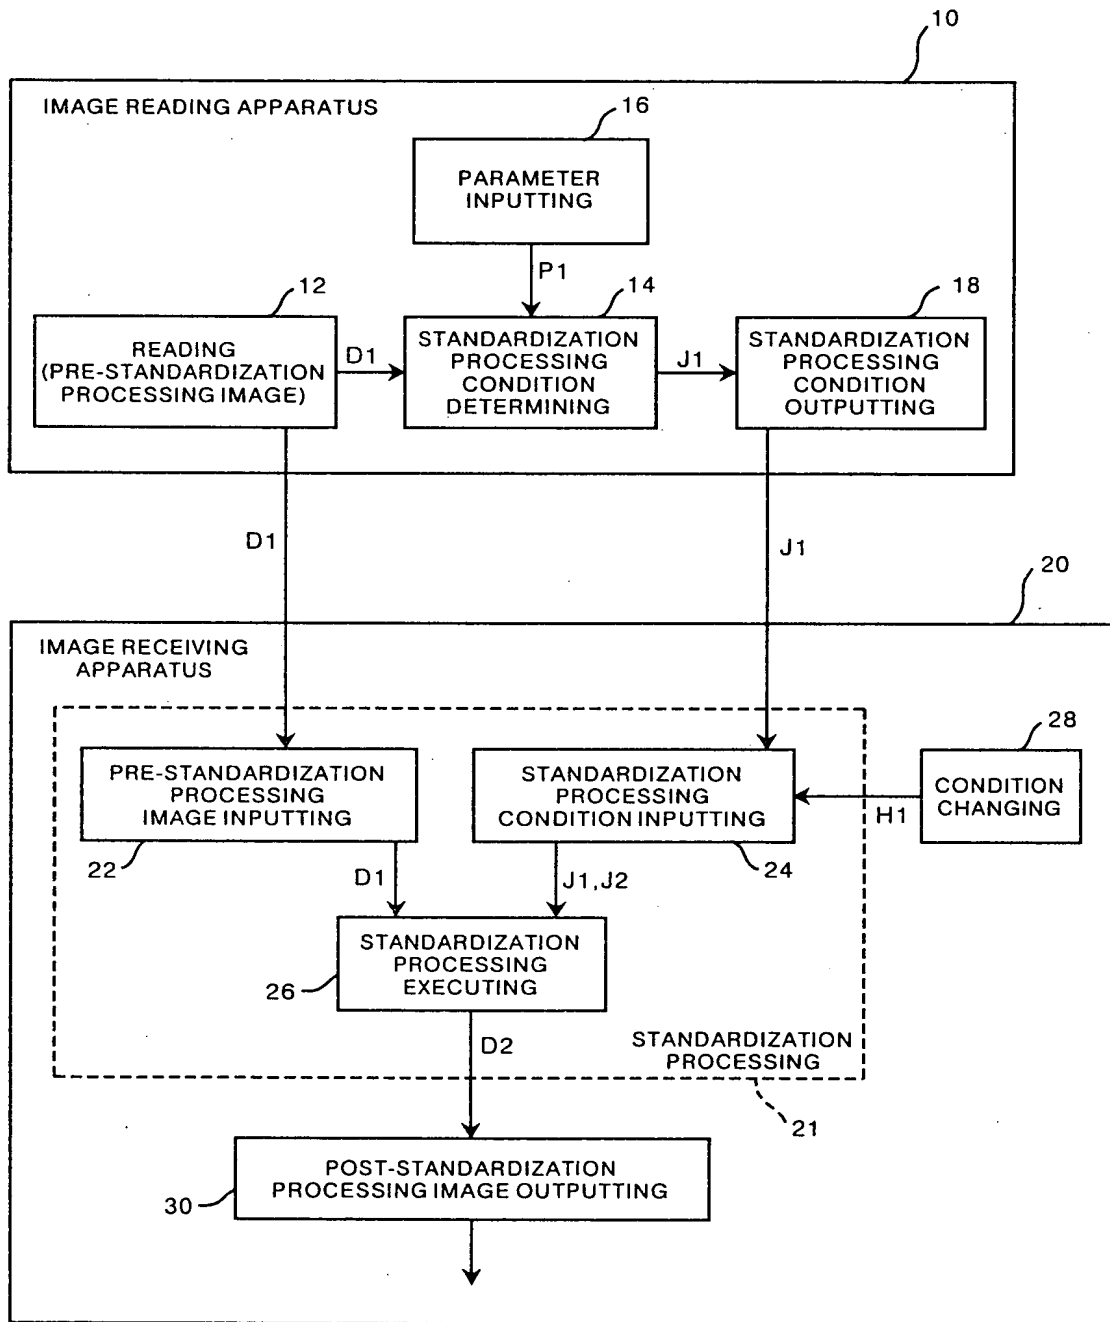 10
IMAGE READING APPARATUS
16
PARAMETER
INPUTTING
P1
12
14
18
READING
(PRE-STANDARDIZATION
PROCESSING IMAGE)
D1
STANDARDIZATION
PROCESSING
CONDITION
DETERMINING
J1
STANDARDIZATION
PROCESSING
CONDITION
OUTPUTTING
D1
J1
20
IMAGE RECEIVING
APPARATUS
28
PRE-STANDARDIZATION
PROCESSING
IMAGE INPUTTING
STANDARDIZATION
PROCESSING
CONDITION INPUTTING
H1
CONDITION
CHANGING
22
24
D1
J1,J2
STANDARDIZATION
PROCESSING
EXECUTING
26
D2
STANDARDIZATION
PROCESSING
21
POST-STANDARDIZATION
PROCESSING IMAGE OUTPUTTING
30